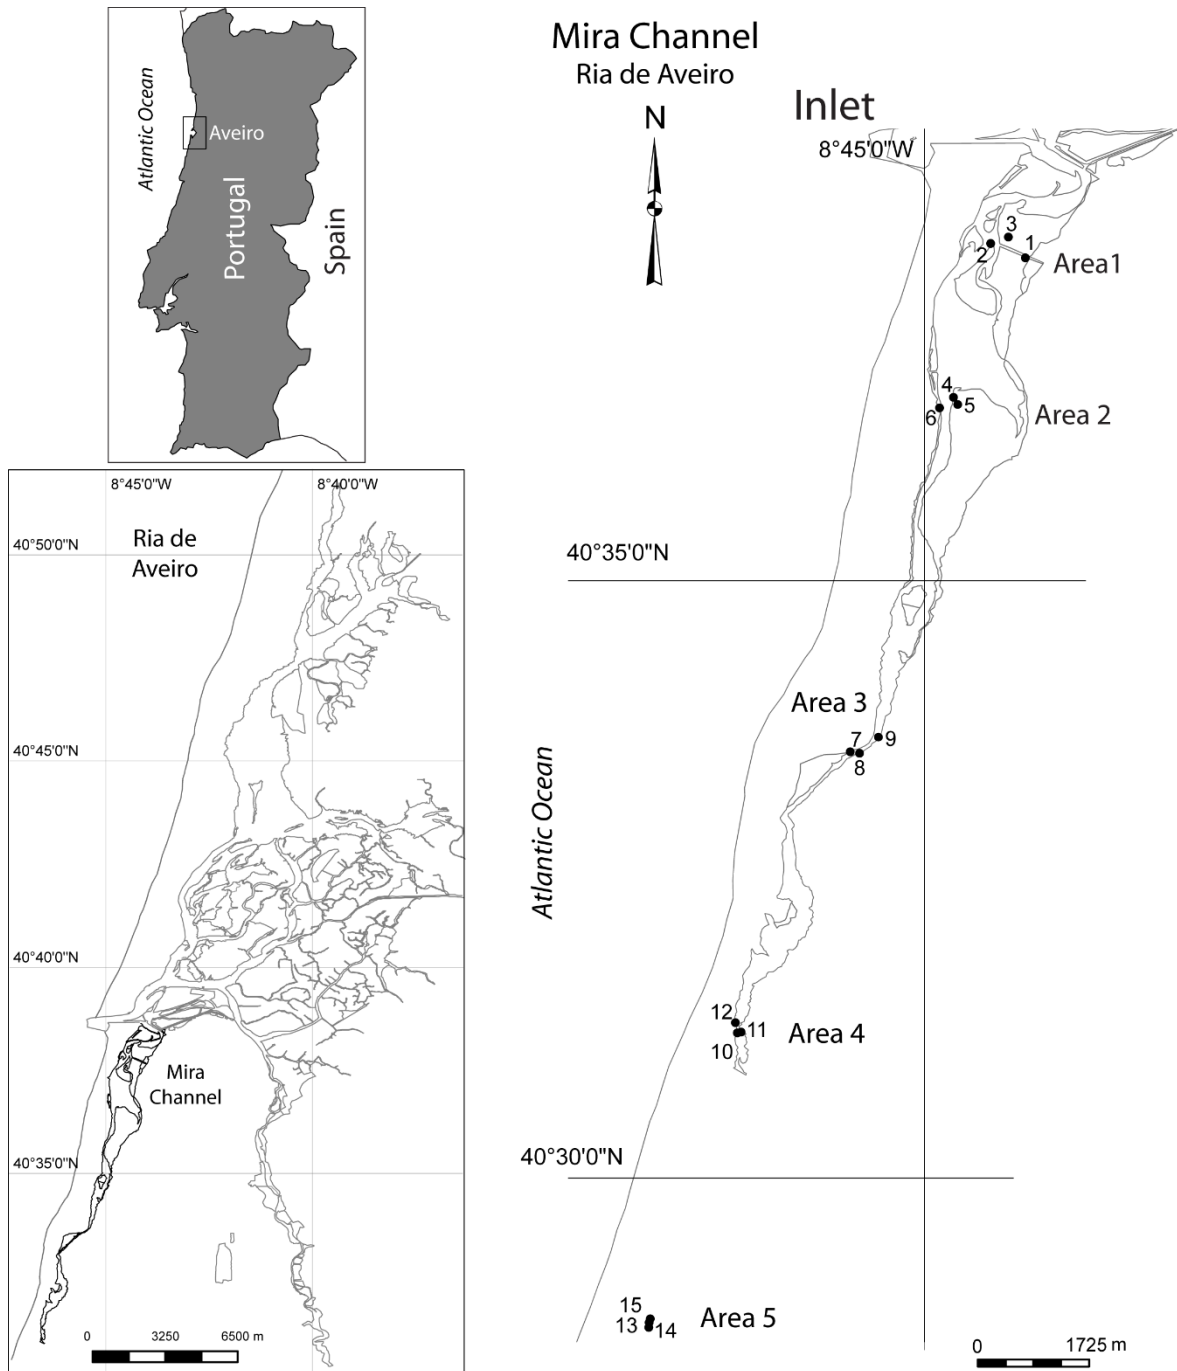 Atlantic Ocean
Aveiro
Portugal
Spain
8°45'0"W
8°40'0"W
40°50'0"N
Ria de
Aveiro
40°45'0"N
40°40'0"N
Mira
Channel
40°35'0"N
0
3250
6500 m
Mira Channel
Ria de Aveiro
N
Inlet
8°45'0"W
3
2
1
Area1
4
5
6
Area 2
40°35'0"N
Area 3
7
9
8
Atlantic Ocean
12
11
10
Area 4
40°30'0"N
15
13
14
Area 5
0
1725 m